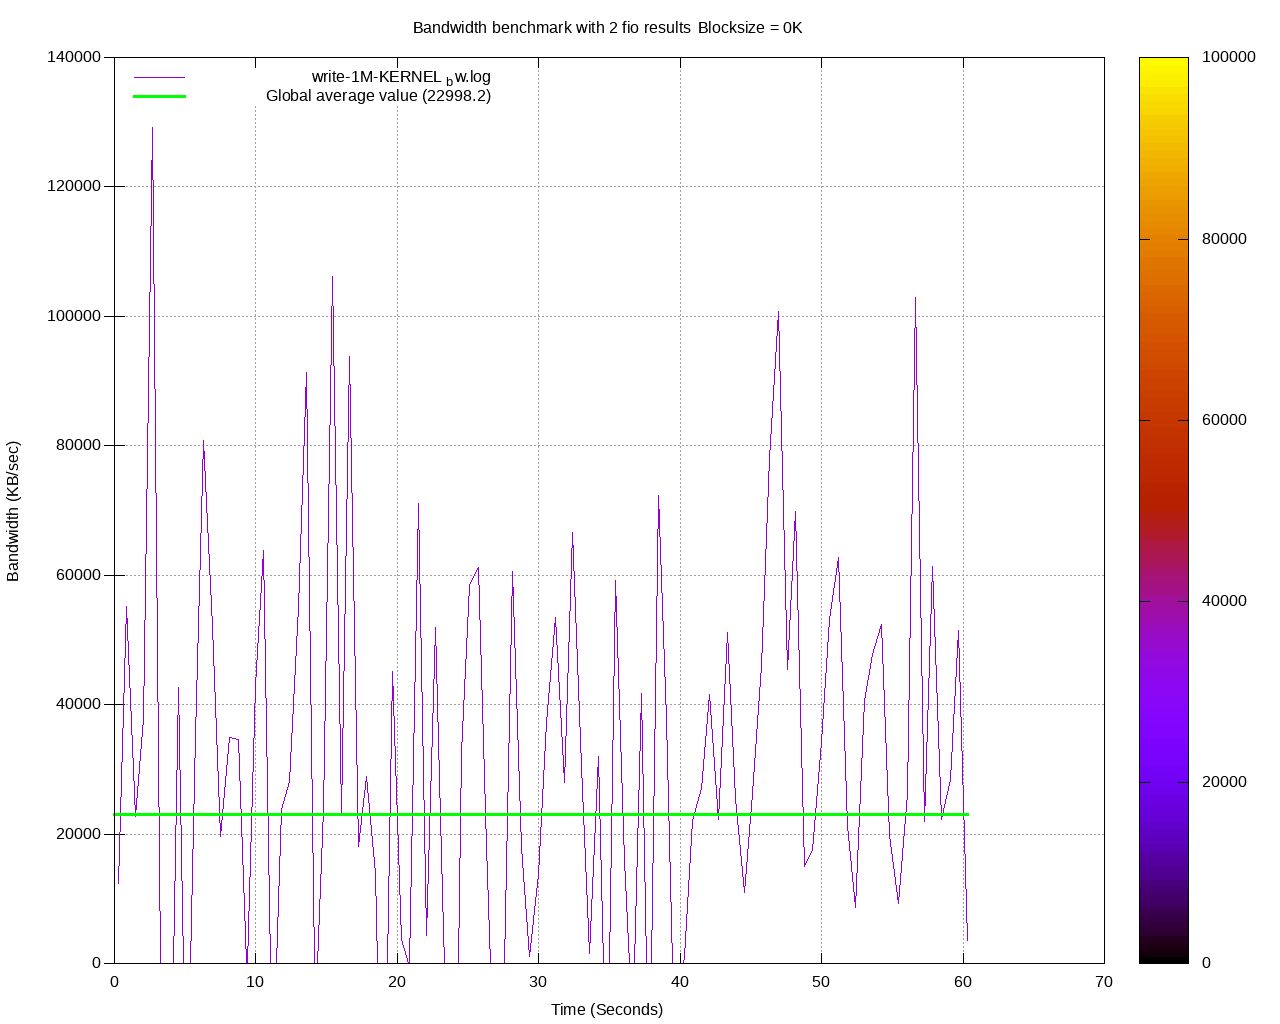 Bandwidth benchmark with 2 fio results Blocksize = 0K
140000
120000
100000
80000
60000
40000
20000
0
Bandwidth (KB/sec)
write-1M-KERNEL bw.log
Global average value (22998.2)
0 10 20 30 40 50 60 70
Time (Seconds)
100000
80000
60000
40000
20000
0